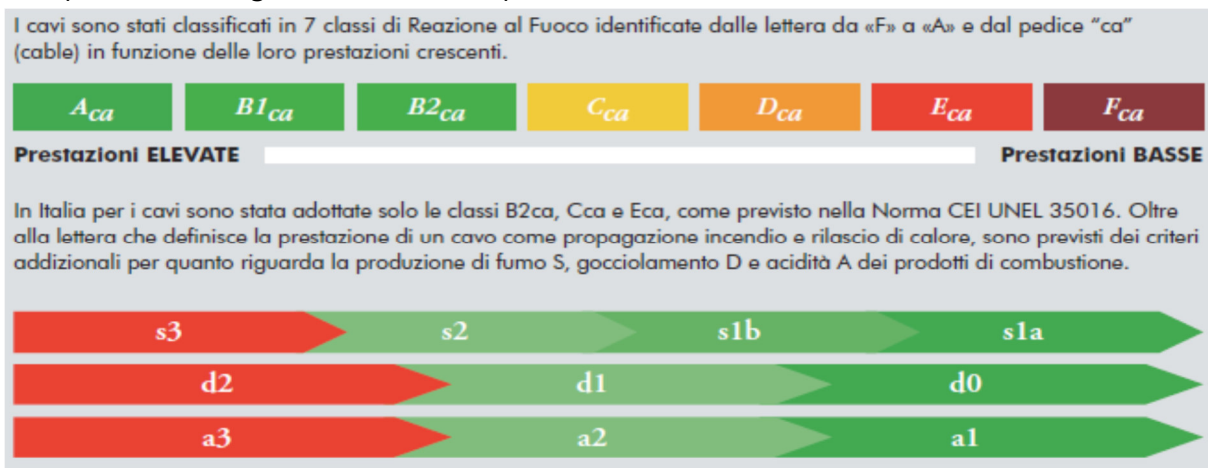 I cavi sono stati classificati in 7 classi di Reazione al Fuoco identificate dalle lettera da «F» a «A» e dal pedice "ca"
(cable) in funzione delle loro prestazioni crescenti.
Aca B1ca B2ca Cca Dca Eca Fca
Prestazioni ELEVATE Prestazioni BASSE
In Italia per i cavi sono stata adottate solo le classi B2ca, Cca e Eca, come previsto nella Norma CEI UNEL 35016. Oltre
alla lettera che definisce la prestazione di un cavo come propagazione incendio e rilascio di calore, sono previsti dei criteri
addizionali per quanto riguarda la produzione di fumo S, gocciolamento D e acidità A dei prodotti di combustione.
s3 s2 s1b s1a
d2 d1 d0
a3 a2 a1